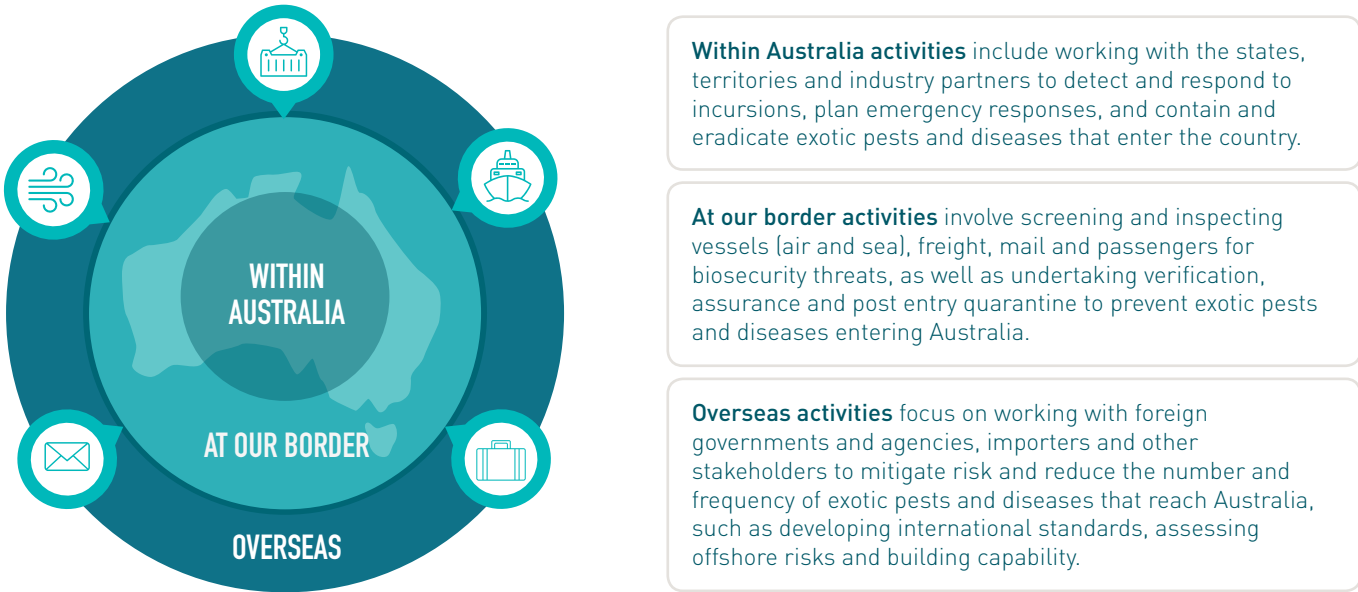 WITHIN
AUSTRALIA
AT OUR BORDER
OVERSEAS
Within Australia activities include working with the states,
territories and industry partners to detect and respond to
incursions, plan emergency responses, and contain and
eradicate exotic pests and diseases that enter the country.
At our border activities involve screening and inspecting
vessels (air and sea), freight, mail and passengers for
biosecurity threats, as well as undertaking verification,
assurance and post entry quarantine to prevent exotic pests
and diseases entering Australia.
Overseas activities focus on working with foreign
governments and agencies, importers and other
stakeholders to mitigate risk and reduce the number and
frequency of exotic pests and diseases that reach Australia,
such as developing international standards, assessing
offshore risks and building capability.